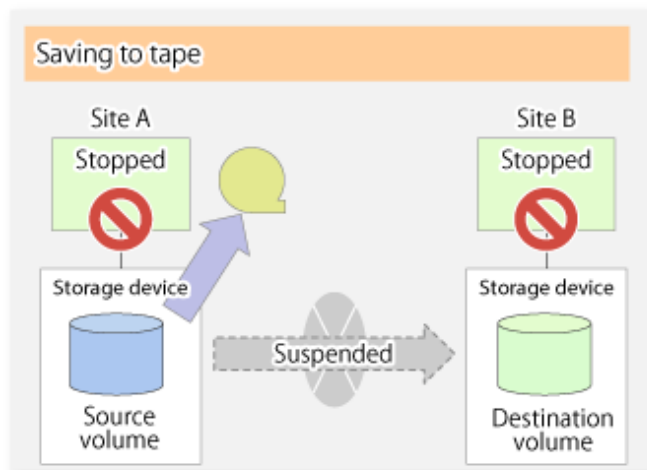 Saving to tape
Site A
Stopped
Storage device
Source
volume
Suspended
Site B
Stopped
Storage device
Destination
volume